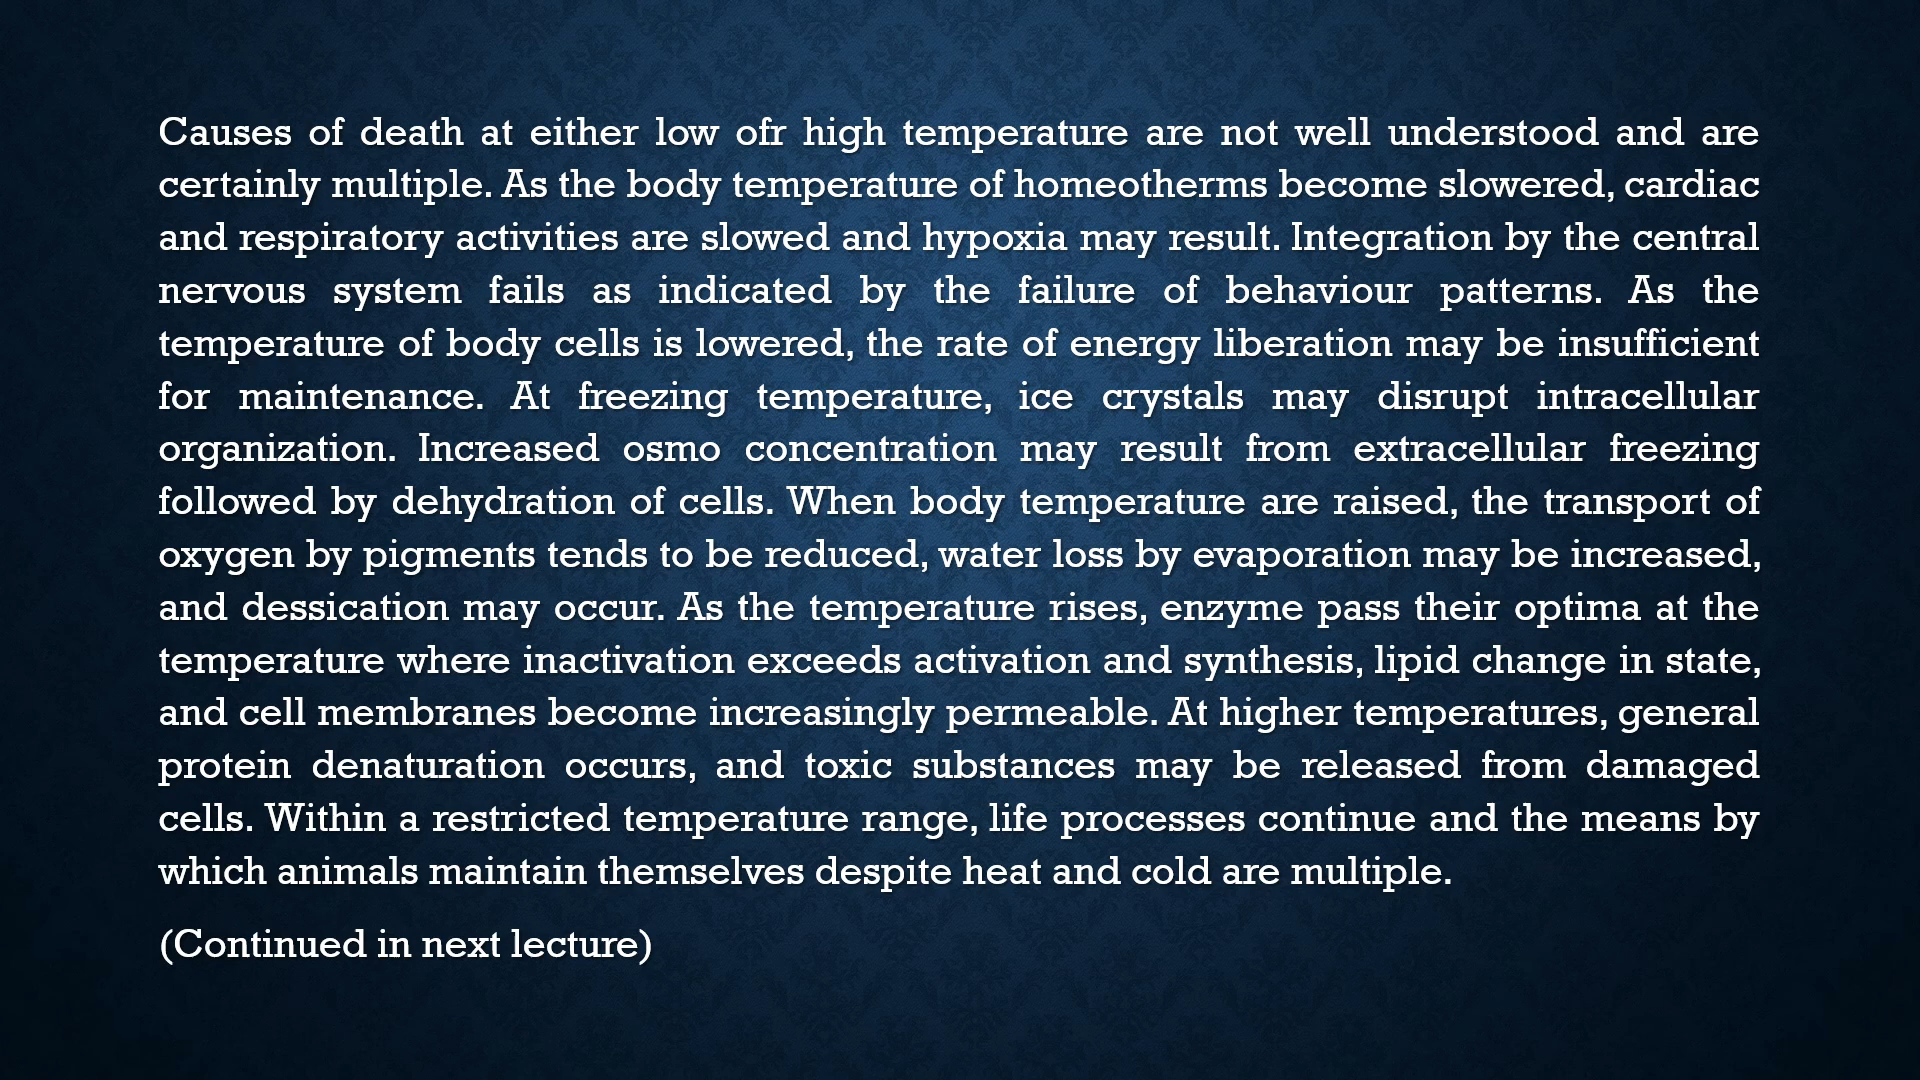 Causes of death at either low ofr high temperature are not well understood and are
certainly multiple. As the body temperature of homeotherms become slowered, cardiac
and respiratory activities are slowed and hypoxia may result. Integration by the central
nervous system fails as indicated by the failure of behaviour patterns. As the
temperature of body cells is lowered, the rate of energy liberation may be insufficient
for maintenance. At freezing temperature, ice crystals may disrupt intracellular
organization. Increased osmo concentration may result from extracellular freezing
followed by dehydration of cells. When body temperature are raised, the transport of
oxygen by pigments tends to be reduced, water loss by evaporation may be increased,
and dessication may occur. As the temperature rises, enzyme pass their optima at the
temperature where inactivation exceeds activation and synthesis, lipid change in state,
and cell membranes become increasingly permeable. At higher temperatures, general
protein denaturation occurs, and toxic substances may be released from damaged
cells. Within a restricted temperature range, life processes continue and the means by
which animals maintain themselves despite heat and cold are multiple.
(Continued in next lecture)